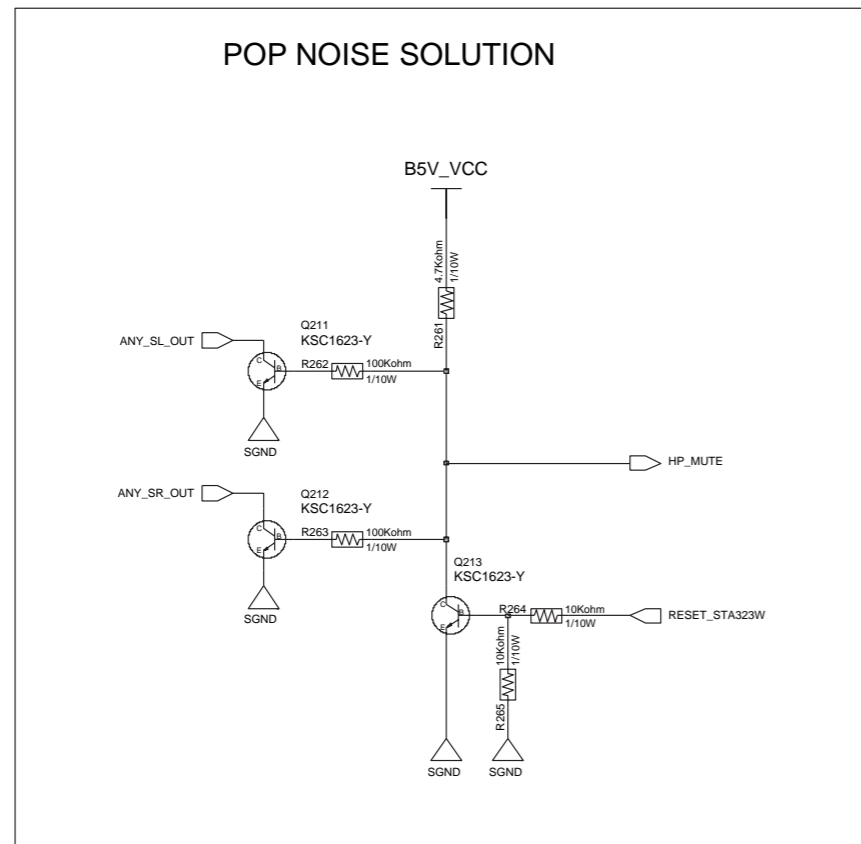 POP NOISE SOLUTION
B5V_VCC
4.7Kohm
1/10W
R261
Q211
KSC1623-Y
ANY_SL_OUT
C
B
E
R262
100Kohm
1/10W
SGND
HP_MUTE
Q212
KSC1623-Y
ANY_SR_OUT
C
B
E
R263
100Kohm
1/10W
SGND
Q213
KSC1623-Y
C
B
E
R264
10Kohm
1/10W
RESET_STA323W
10Kohm
1/10W
R265
SGND
SGND